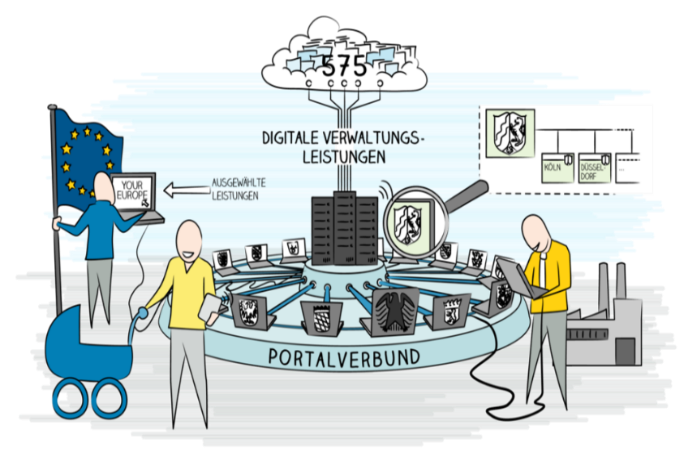 575
DIGITALE VERWALTUNGS-
LEISTUNGEN
YOUR
EUROPE
AUSGEWÄHLTE
LEISTUNGEN
KÖLN
DÜSSEL-
DORF
...
PORTALVERBUND